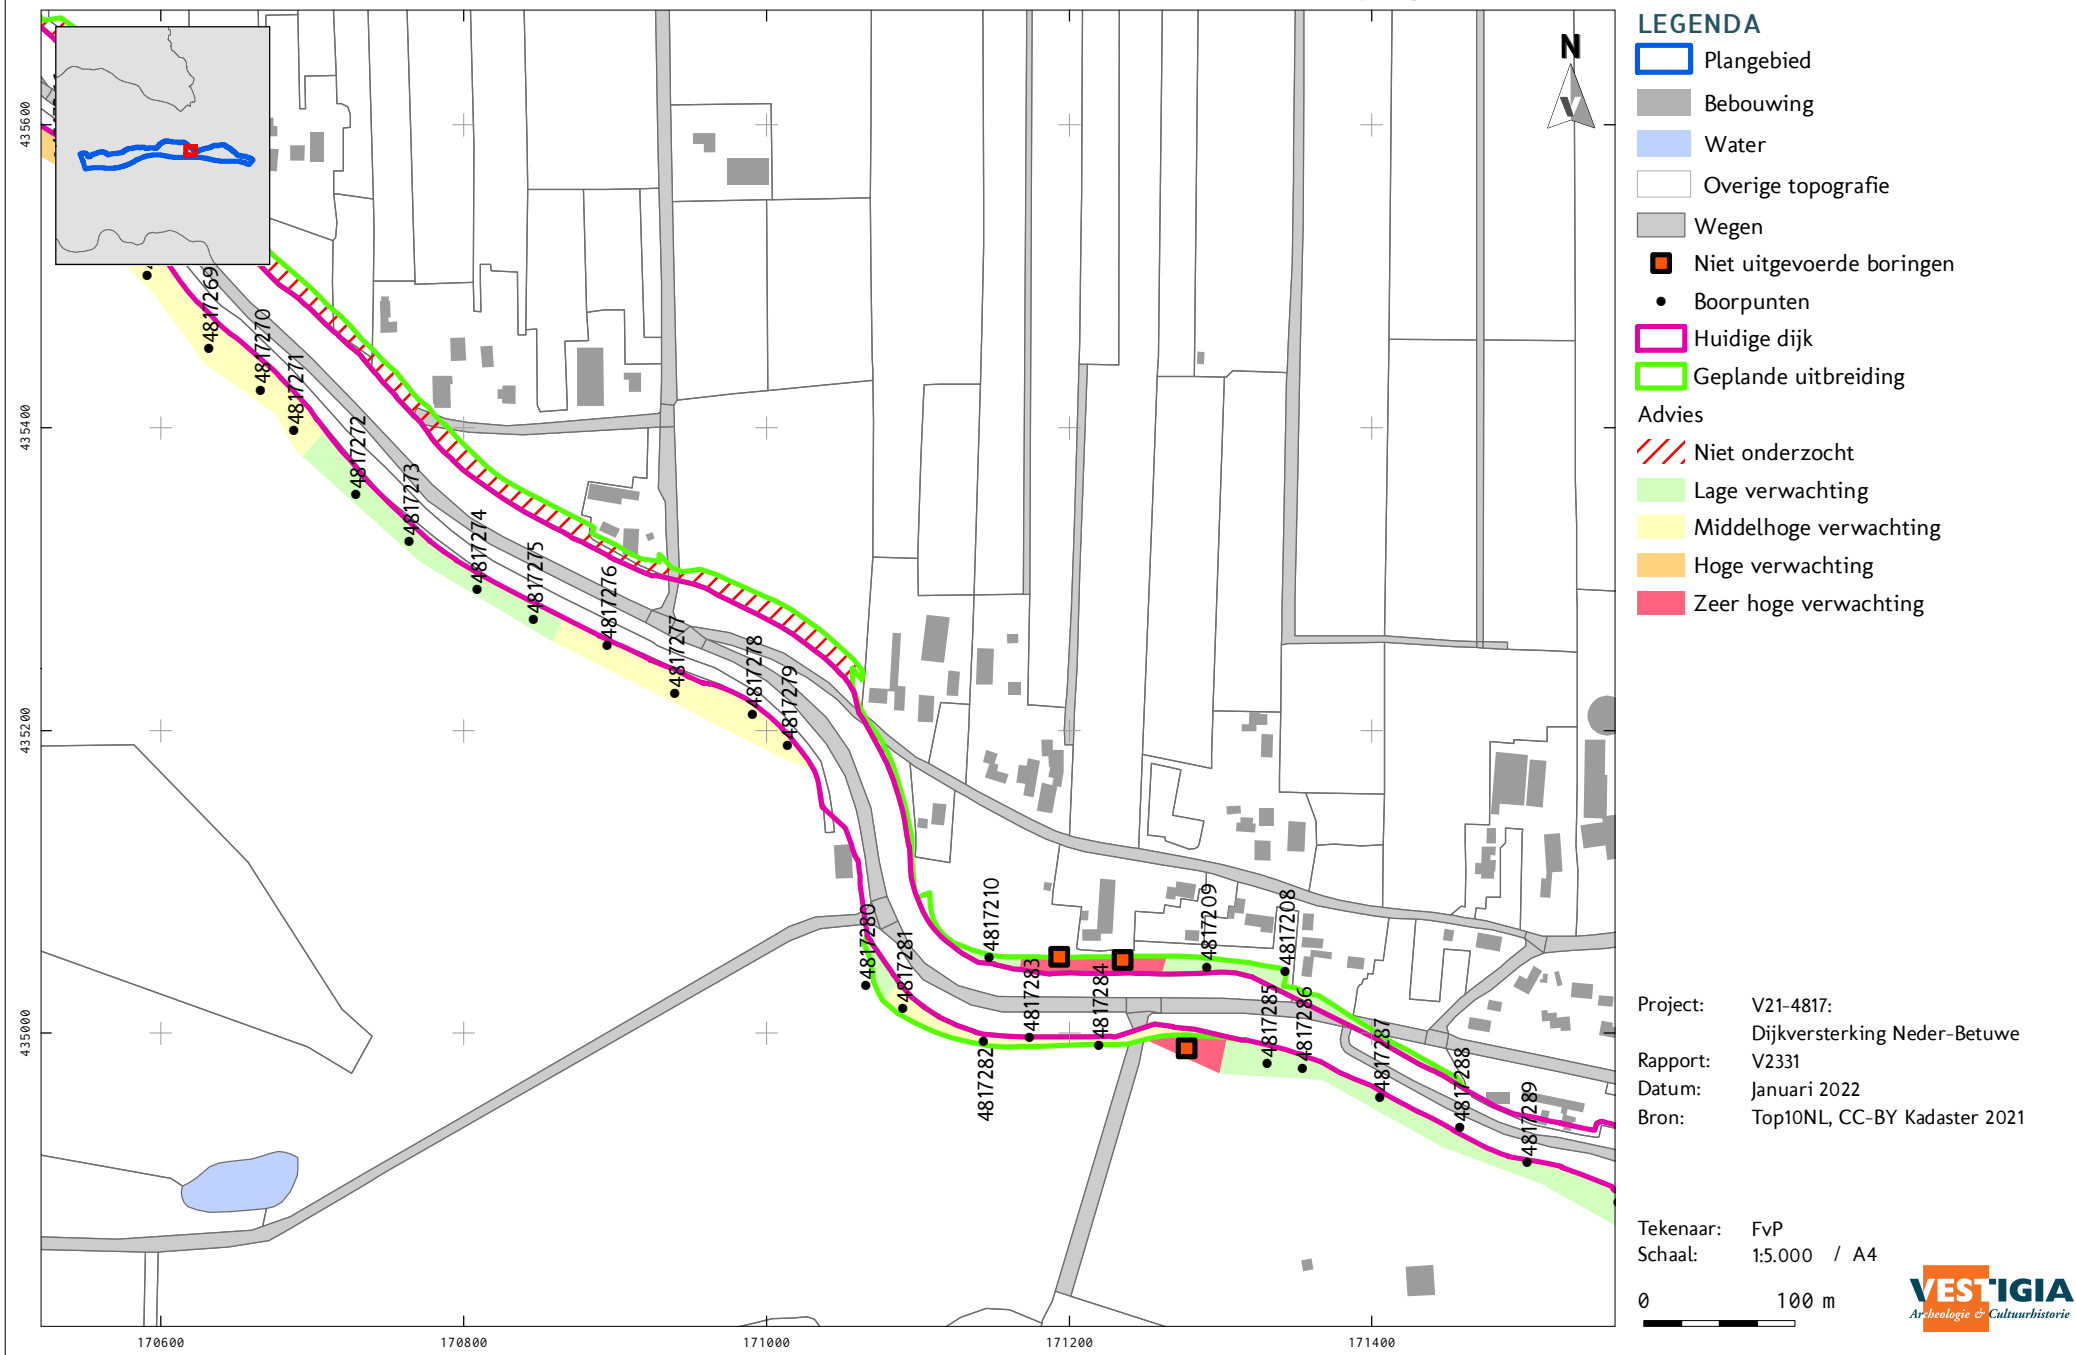 LEGENDA
Plangebied
Bebouwing
Water
Overige topografie
Wegen
Niet uitgevoerde boringen
Boorpunten
Huidige dijk
Geplande uitbreiding
Advies
Niet onderzocht
Lage verwachting
Middelhoge verwachting
Hoge verwachting
Zeer hoge verwachting
Project: V21-4817:
Dijkversterking Neder-Betuwe
Rapport: V2331
Datum: Januari 2022
Bron: Top10NL, CC-BY Kadaster 2021
Tekenaar: FvP
Schaal: 1:5.000 / A4
0 100 m
VESTIGIA
Archeologie & Cultuurhistorie
N
435600
435400
435200
435000
170600
170800
171000
171200
171400
4817269
4817270
4817271
4817272
4817273
4817274
4817275
4817276
4817277
4817278
4817279
4817280
4817281
4817282
4817283
4817284
4817285
4817286
4817287
4817288
4817289
4817210
4817209
4817208